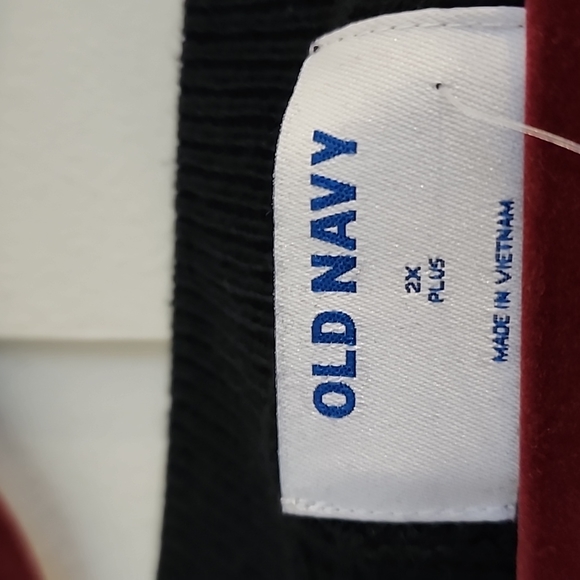 OLD NAVY
2X
PLUS
MADE IN VIETNAM